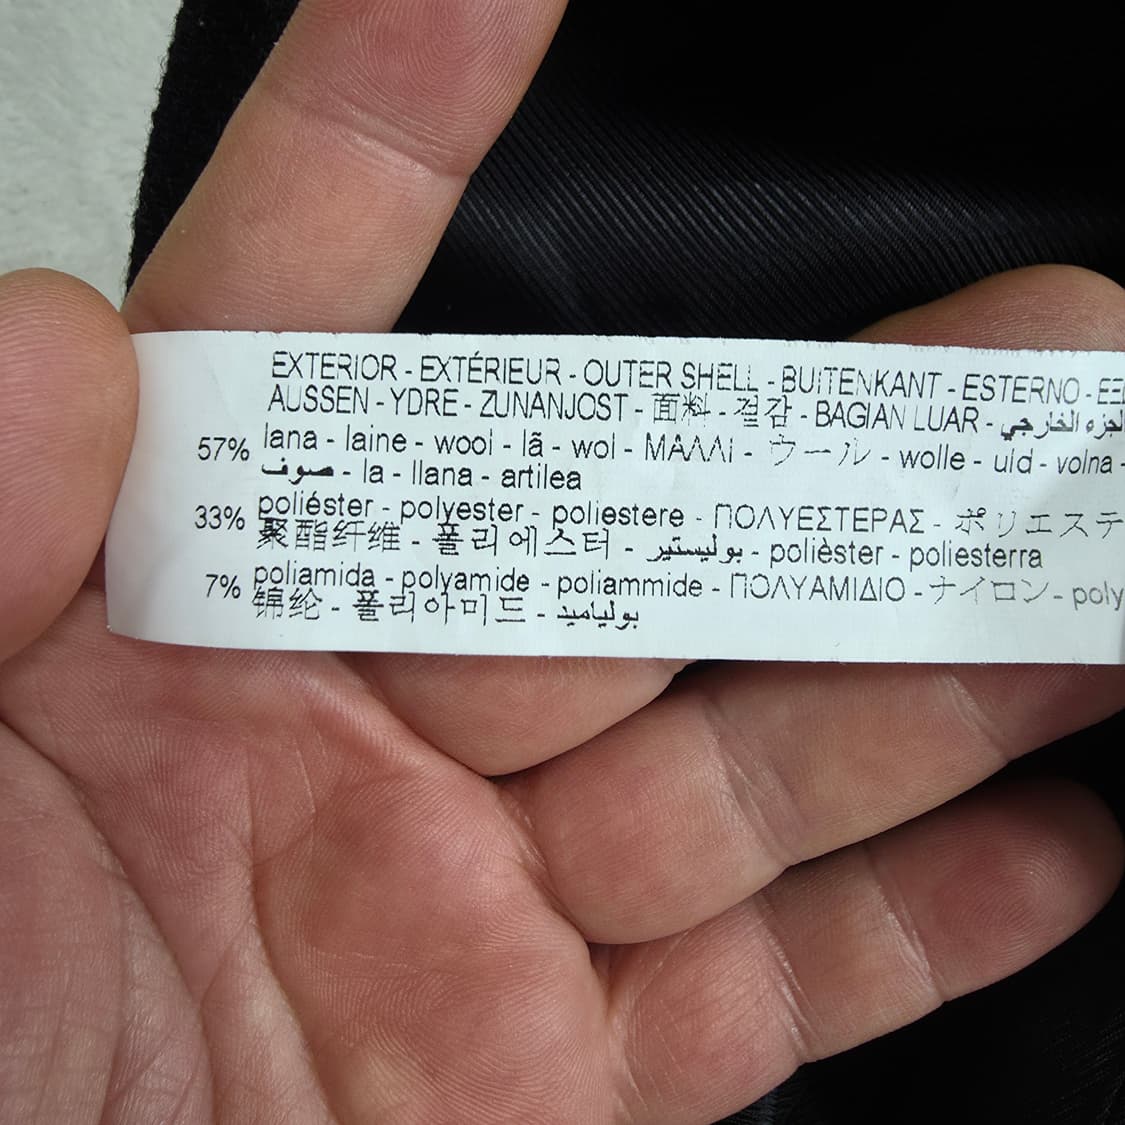 EXTERIOR - EXTÉRIEUR - OUTER SHELL - BUITENKANT - ESTERNO -
AUSSEN - YDRE - ZUNANJOST - 面料 - 겉감 - BAGIAN LUAR - الجزء الخارجي
57% lana - laine - wool - lã - wol - ΜΑΛΛΙ - ウール - wolle - uld - volna -
صوف - la - llana - artilea
33% poliéster - polyester - poliestere - ΠΟΛΥΕΣΤΕΡΑΣ - ポリエステ
聚酯纤维 - 폴리에스터 - بوليستير - polièster - poliesterra
7% poliamida - polyamide - poliammide - ΠΟΛΥΑΜΙΔΙΟ - ナイロン - poly
锦纶 - 폴리아미드 - بولياميد